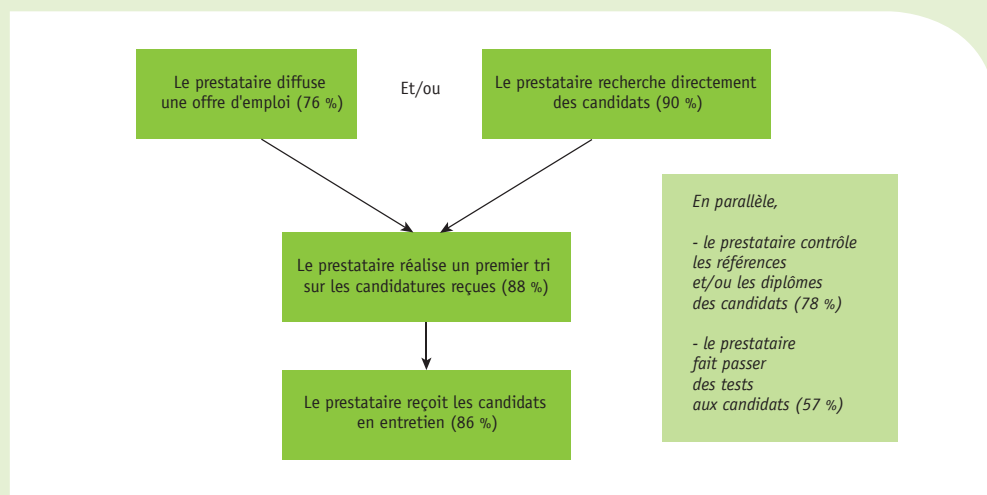 Le prestataire diffuse
une offre d'emploi (76 %)
Et/ou
Le prestataire recherche directement
des candidats (90 %)
Le prestataire réalise un premier tri
sur les candidatures reçues (88 %)
Le prestataire reçoit les candidats
en entretien (86 %)
En parallèle,
- le prestataire contrôle
les références
et/ou les diplômes
des candidats (78 %)
- le prestataire
fait passer
des tests
aux candidats (57 %)